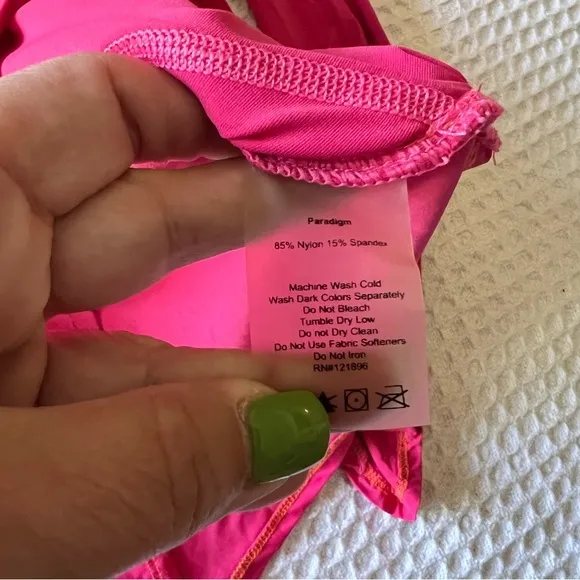 Paradigm
85% Nylon 15% Spandex
Machine Wash Cold
Wash Dark Colors Separately
Do Not Bleach
Tumble Dry Low
Do not Dry Clean
Do Not Use Fabric Softeners
Do Not Iron
RN#121896